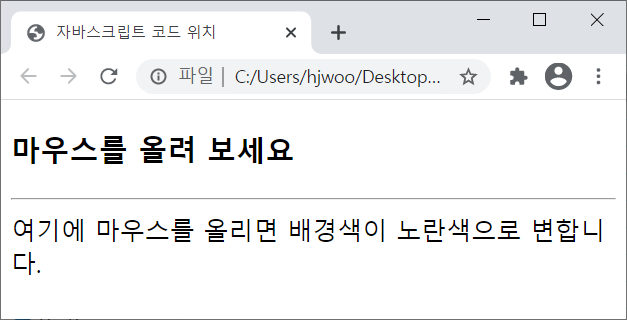 자바스크립트 코드 위치
파일 | C:/Users/hjwoo/Desktop...
마우스를 올려 보세요
여기에 마우스를 올리면 배경색이 노란색으로 변합니
다.